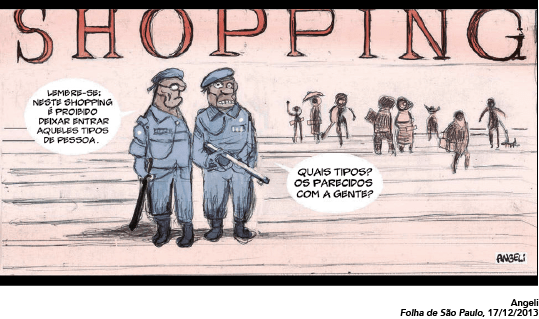 SHOPPING
LEMBRE-SE:
NESTE SHOPPING
É PROIBIDO
DEIXAR ENTRAR
AQUELES TIPOS
DE PESSOA.
QUAIS TIPOS?
OS PARECIDOS
COM A GENTE?
ANGELI
Angeli
Folha de São Paulo, 17/12/2013